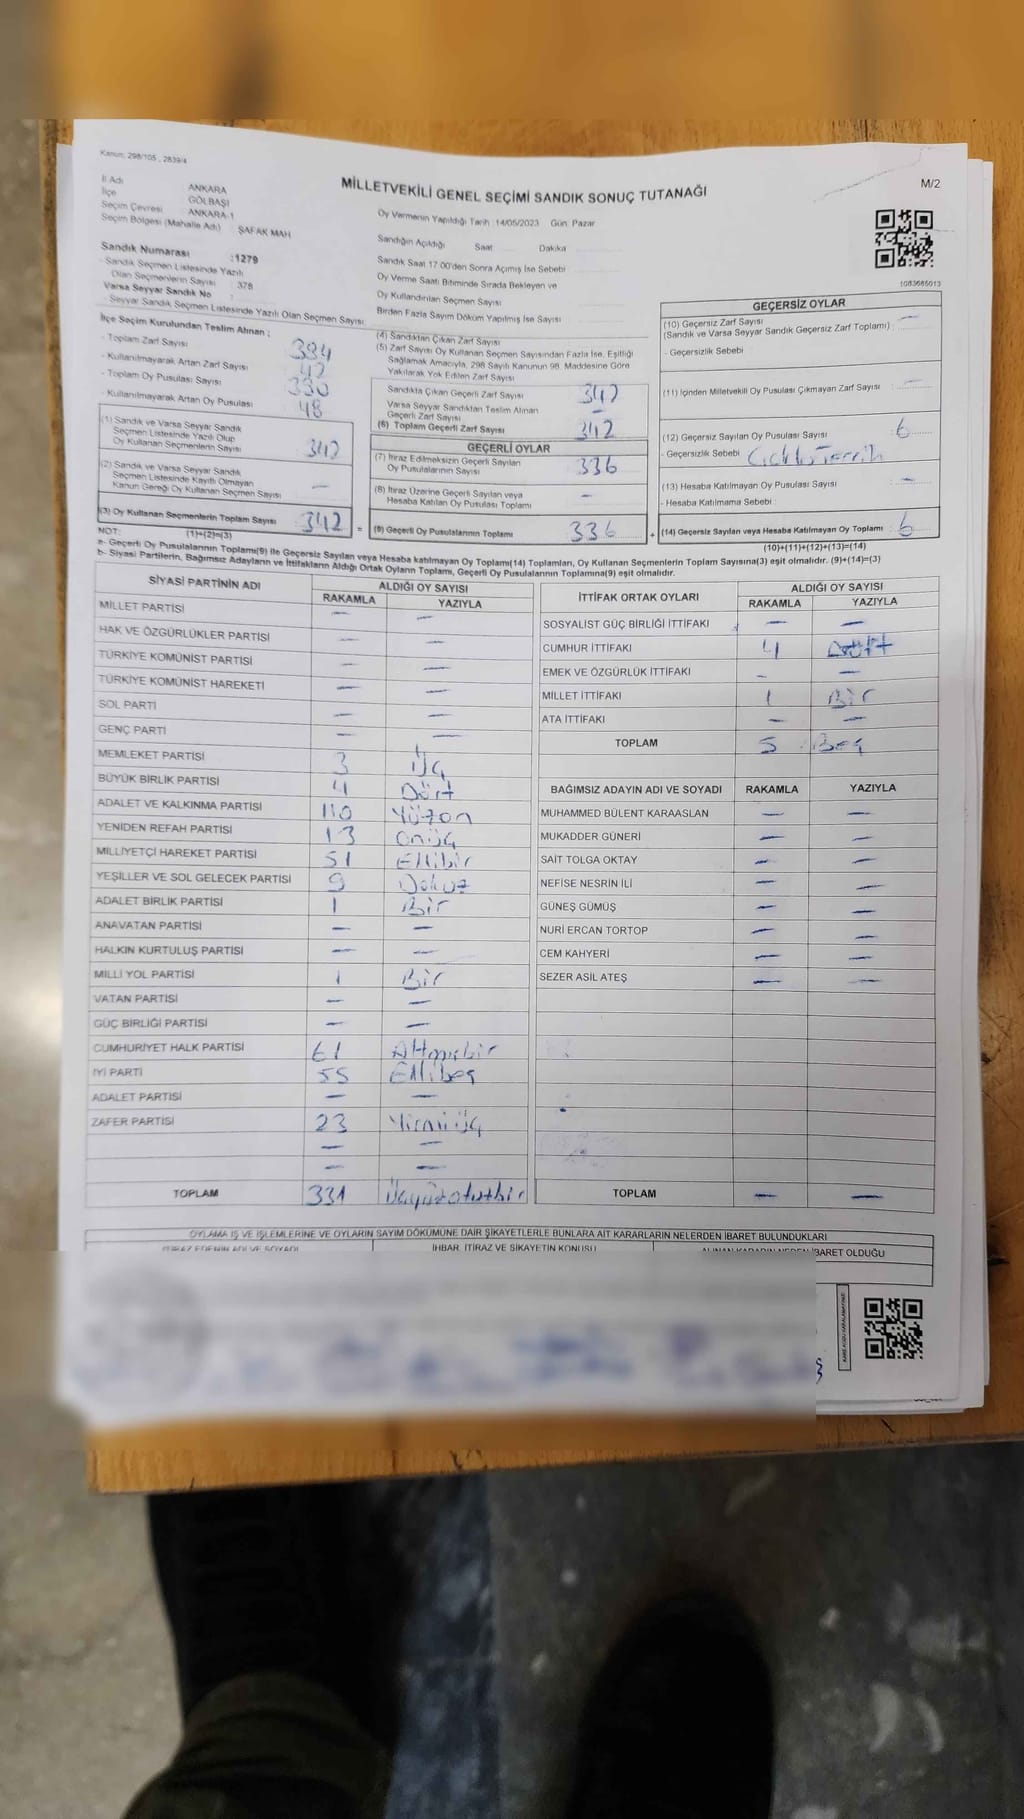 Kanun: 298/105 , 2839/4
MİLLETVEKİLİ GENEL SEÇİMİ SANDIK SONUÇ TUTANAĞI
M/2
İl Adı ANKARA
İlçe GÖLBAŞI
Seçim Çevresi ANKARA-1
Seçim Bölgesi (Mahalle Adı) : ŞAFAK MAH
Sandık Numarası :1279
- Sandık Seçmen Listesinde Yazılı
Olan Seçmenlerin Sayısı : 378
Varsa Seyyar Sandık No :
- Seyyar Sandık Seçmen Listesinde Yazılı Olan Seçmen Sayısı:
Oy Vermenin Yapıldığı Tarih :14/05/2023 Gün: Pazar
Sandığın Açıldığı Saat Dakika
Sandık Saat 17:00'den Sonra Açımış İse Sebebi
Oy Verme Saati Bitiminde Sırada Bekleyen ve
Oy Kullandırılan Seçmen Sayısı
Birden Fazla Sayım Döküm Yapılmış İse Sayısı :
1083665013
İlçe Seçim Kurulundan Teslim Alınan :
- Toplam Zarf Sayısı 384
- Kullanılmayarak Artan Zarf Sayısı 42
- Toplam Oy Pusulası Sayısı
- Kullanılmayarak Artan Oy Pusulası 48
(1) Sandık ve Varsa Seyyar Sandık
Seçmen Listesinde Yazılı Olup
Oy Kullanan Seçmenlerin Sayısı 342
(2) Sandık ve Varsa Seyyar Sandık
Seçmen Listesinde Kayıtlı Olmayan
Kanun Gereği Oy Kullanan Seçmen Sayısı –
(3) Oy Kullanan Seçmenlerin Toplam Sayısı 342 =
(1)+(2)=(3)
(4) Sandıktan Çıkan Zarf Sayısı
(5) Zarf Sayısı Oy Kullanan Seçmen Sayısından Fazla İse, Eşitliği
Sağlamak Amacıyla, 298 Sayılı Kanunun 98. Maddesine Göre
Yakılarak Yok Edilen Zarf Sayısı
Sandıkta Çıkan Geçerli Zarf Sayısı 342
Varsa Seyyar Sandıktan Teslim Alınan
Geçerli Zarf Sayısı –
(6) Toplam Geçerli Zarf Sayısı 342
GEÇERLİ OYLAR
(7) İtiraz Edilmeksizin Geçerli Sayılan
Oy Pusulalarının Sayısı 336
(8) İtiraz Üzerine Geçerli Sayılan veya
Hesaba Katılan Oy Pusulası Toplamı –
(9) Geçerli Oy Pusulalarının Toplamı 336 +
GEÇERSİZ OYLAR
(10) Geçersiz Zarf Sayısı : –
(Sandık ve Varsa Seyyar Sandık Geçersiz Zarf Toplamı)
- Geçersizlik Sebebi
(11) İçinden Milletvekili Oy Pusulası Çıkmayan Zarf Sayısı : –
(12) Geçersiz Sayılan Oy Pusulası Sayısı : 6
- Geçersizlik Sebebi
(13) Hesaba Katılmayan Oy Pusulası Sayısı : –
- Hesaba Katılmama Sebebi :
(14) Geçersiz Sayılan veya Hesaba Katılmayan Oy Toplamı : 6
(10)+(11)+(12)+(13)=(14)
NOT:
a- Geçerli Oy Pusulalarının Toplamı(9) ile Geçersiz Sayılan veya Hesaba katılmayan Oy Toplamı(14) Toplamları, Oy Kullanan Seçmenlerin Toplam Sayısına(3) eşit olmalıdır. (9)+(14)=(3)
b- Siyasi Partilerin, Bağımsız Adayların ve İttifakların Aldığı Ortak Oyların Toplamı, Geçerli Oy Pusulalarının Toplamına(9) eşit olmalıdır.
SİYASİ PARTİNİN ADI ALDIĞI OY SAYISI
RAKAMLA YAZIYLA
MİLLET PARTİSİ – –
HAK VE ÖZGÜRLÜKLER PARTİSİ – –
TÜRKİYE KOMÜNİST PARTİSİ – –
TÜRKİYE KOMÜNİST HAREKETİ – –
SOL PARTİ – –
GENÇ PARTİ – –
MEMLEKET PARTİSİ 3 Üç
BÜYÜK BİRLİK PARTİSİ 4 Dört
ADALET VE KALKINMA PARTİSİ 110 Yüzon
YENİDEN REFAH PARTİSİ 13 Onüç
MİLLİYETÇİ HAREKET PARTİSİ 51 Ellibir
YEŞİLLER VE SOL GELECEK PARTİSİ 9 Dokuz
ADALET BİRLİK PARTİSİ 1 Bir
ANAVATAN PARTİSİ – –
HALKIN KURTULUŞ PARTİSİ – –
MİLLİ YOL PARTİSİ 1 Bir
VATAN PARTİSİ – –
GÜÇ BİRLİĞİ PARTİSİ – –
CUMHURİYET HALK PARTİSİ 61 Altmışbir
İYİ PARTİ 55 Ellibeş
ADALET PARTİSİ – –
ZAFER PARTİSİ 23 Yirmiüç
– –
– –
TOPLAM 331 Üçyüzotuzbir
İTTİFAK ORTAK OYLARI ALDIĞI OY SAYISI
RAKAMLA YAZIYLA
SOSYALIST GÜÇ BİRLİĞİ İTTİFAKI – –
CUMHUR İTTİFAKI 4 Dört
EMEK VE ÖZGÜRLÜK İTTİFAKI – –
MİLLET İTTİFAKI 1 Bir
ATA İTTİFAKI – –
TOPLAM 5 Beş
BAĞIMSIZ ADAYIN ADI VE SOYADI RAKAMLA YAZIYLA
MUHAMMED BÜLENT KARAASLAN – –
MUKADDER GÜNERİ – –
SAİT TOLGA OKTAY – –
NEFİSE NESRİN İLİ – –
GÜNEŞ GÜMÜŞ – –
NURİ ERCAN TORTOP – –
CEM KAHYERİ – –
SEZER ASIL ATEŞ – –
TOPLAM – –
OYLAMA İŞ VE İŞLEMLERİNE VE OYLARIN SAYIM DÖKÜMÜNE DAİR ŞİKAYETLERLE BUNLARA AİT KARARLARIN NELERDEN İBARET BULUNDUKLARI
İTİRAZ EDENİN ADI VE SOYADI İHBAR, İTİRAZ VE ŞİKAYETİN KONUSU ALINAN KARARIN NEDEN İBARET OLDUĞU